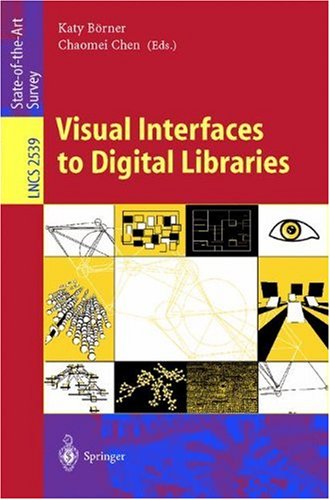 Katy Börner
Chaomei Chen (Eds.)
State-of-the-Art
Survey
LNCS 2539
Visual Interfaces
to Digital Libraries
Springer